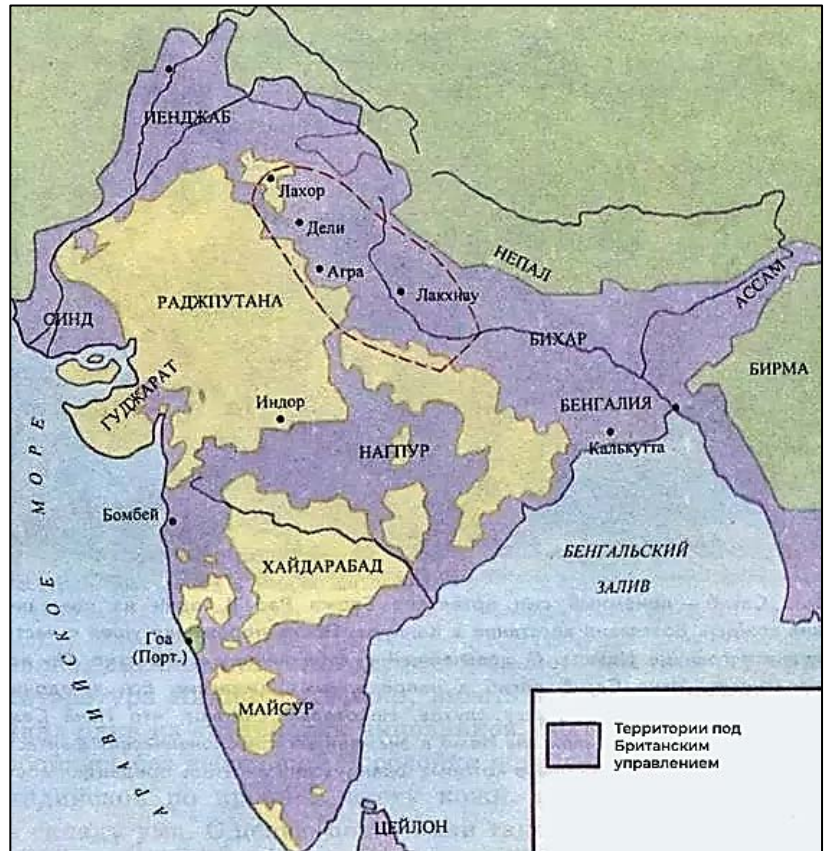 ПЕНДЖАБ
Лахор
Дели
НЕПАЛ
Агра
АССАМ
Лакхнау
РАДЖПУТАНА
СИНД
БИХАР
БИРМА
ГУДЖАРАТ
Индор
БЕНГАЛИЯ
НАГПУР
Калькутта
Бомбей
БЕНГАЛЬСКИЙ
ЗАЛИВ
ХАЙДАРАБАД
Гоа
(Порт.)
МАЙСУР
АРАВИЙСКОЕ МОРЕ
ЦЕЙЛОН
Территории под
Британским
управлением